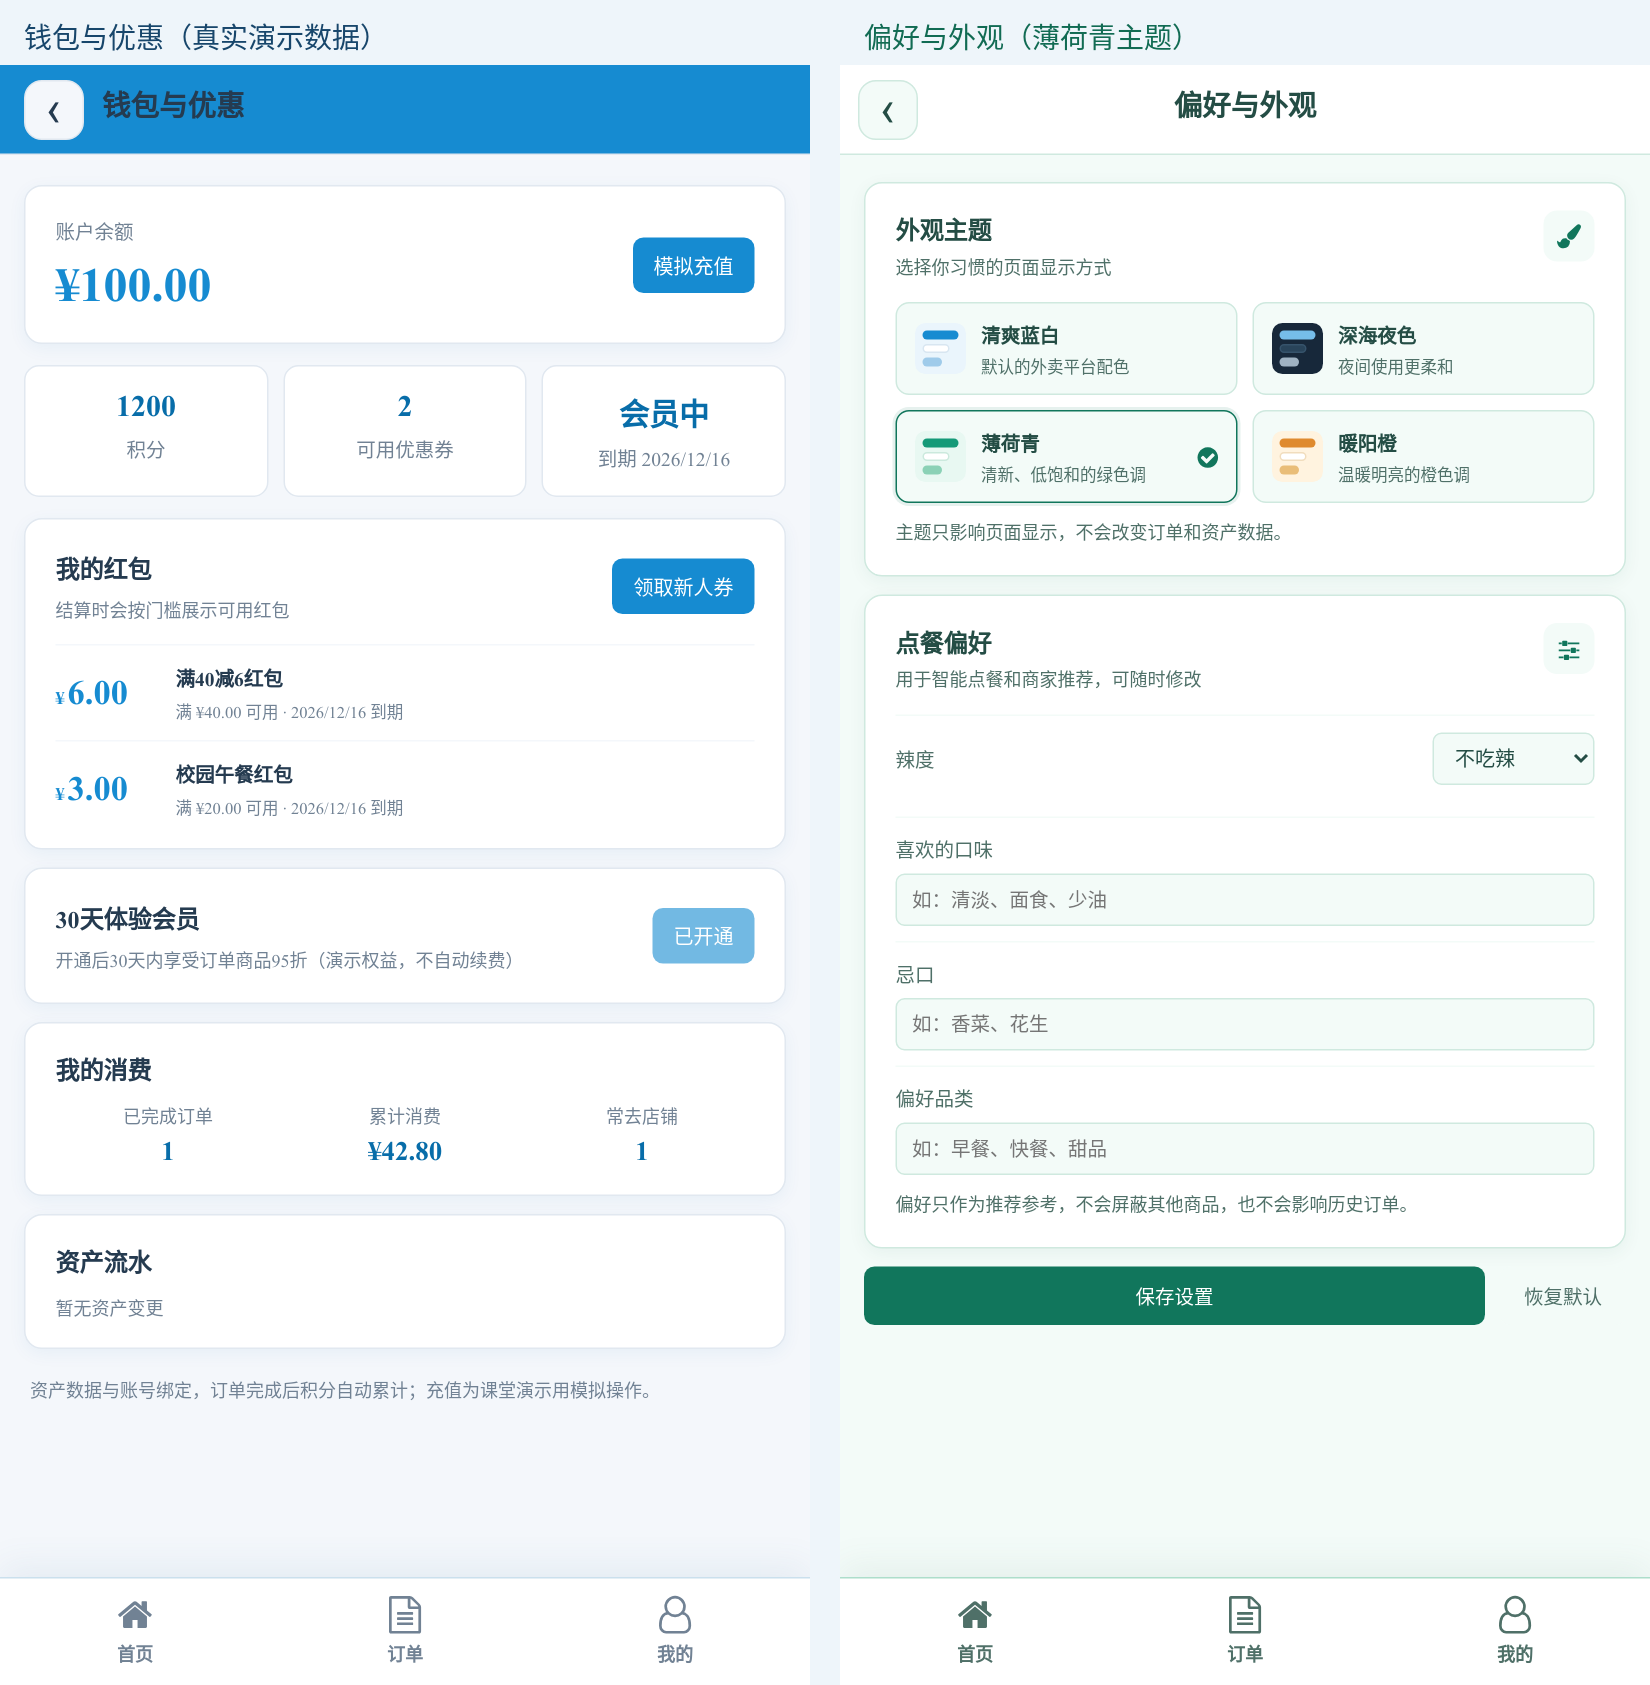 钱包与优惠（真实演示数据）
钱包与优惠
账户余额
¥100.00
模拟充值
1200
积分
2
可用优惠券
会员中
到期 2026/12/16
我的红包
结算时会按门槛展示可用红包
领取新人券
¥6.00
满40减6红包
满 ¥40.00 可用 · 2026/12/16 到期
¥3.00
校园午餐红包
满 ¥20.00 可用 · 2026/12/16 到期
30天体验会员
开通后30天内享受订单商品95折（演示权益，不自动续费）
已开通
我的消费
已完成订单
1
累计消费
¥42.80
常去店铺
1
资产流水
暂无资产变更
资产数据与账号绑定，订单完成后积分自动累计；充值为课堂演示用模拟操作。
首页
订单
我的
偏好与外观（薄荷青主题）
偏好与外观
外观主题
选择你习惯的页面显示方式
清爽蓝白
默认的外卖平台配色
深海夜色
夜间使用更柔和
薄荷青
清新、低饱和的绿色调
暖阳橙
温暖明亮的橙色调
主题只影响页面显示，不会改变订单和资产数据。
点餐偏好
用于智能点餐和商家推荐，可随时修改
辣度
不吃辣
喜欢的口味
如：清淡、面食、少油
忌口
如：香菜、花生
偏好品类
如：早餐、快餐、甜品
偏好只作为推荐参考，不会屏蔽其他商品，也不会影响历史订单。
保存设置
恢复默认
首页
订单
我的